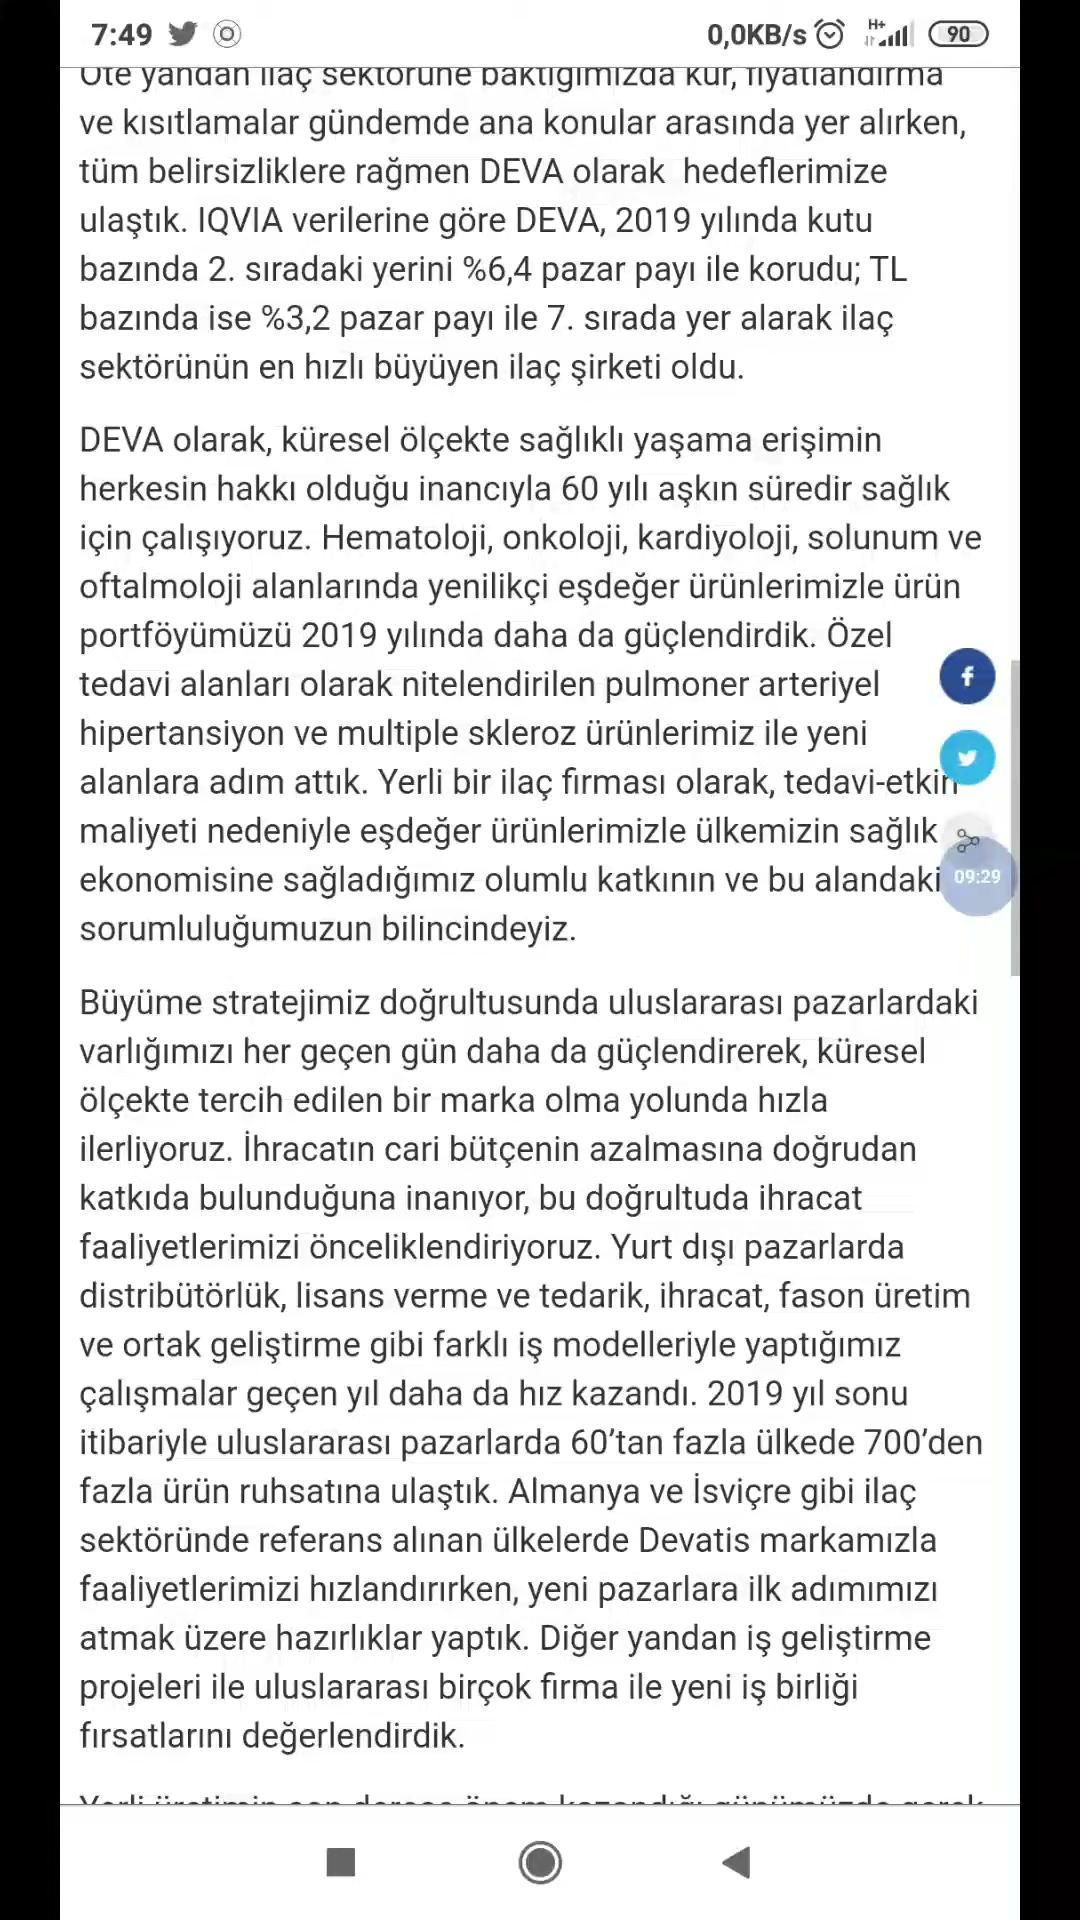 7:49
0,0KB/s H+ 90
Öte yandan ilaç sektörüne baktığımızda kur, fiyatlandırma
ve kısıtlamalar gündemde ana konular arasında yer alırken,
tüm belirsizliklere rağmen DEVA olarak hedeflerimize
ulaştık. IQVIA verilerine göre DEVA, 2019 yılında kutu
bazında 2. sıradaki yerini %6,4 pazar payı ile korudu; TL
bazında ise %3,2 pazar payı ile 7. sırada yer alarak ilaç
sektörünün en hızlı büyüyen ilaç şirketi oldu.
DEVA olarak, küresel ölçekte sağlıklı yaşama erişimin
herkesin hakkı olduğu inancıyla 60 yılı aşkın süredir sağlık
için çalışıyoruz. Hematoloji, onkoloji, kardiyoloji, solunum ve
oftalmoloji alanlarında yenilikçi eşdeğer ürünlerimizle ürün
portföyümüzü 2019 yılında daha da güçlendirdik. Özel
tedavi alanları olarak nitelendirilen pulmoner arteriyel
hipertansiyon ve multiple skleroz ürünlerimiz ile yeni
alanlara adım attık. Yerli bir ilaç firması olarak, tedavi-etkin
maliyeti nedeniyle eşdeğer ürünlerimizle ülkemizin sağlık
ekonomisine sağladığımız olumlu katkının ve bu alandaki
09:29
sorumluluğumuzun bilincindeyiz.
Büyüme stratejimiz doğrultusunda uluslararası pazarlardaki
varlığımızı her geçen gün daha da güçlendirerek, küresel
ölçekte tercih edilen bir marka olma yolunda hızla
ilerliyoruz. İhracatın cari bütçenin azalmasına doğrudan
katkıda bulunduğuna inanıyor, bu doğrultuda ihracat
faaliyetlerimizi önceliklendiriyoruz. Yurt dışı pazarlarda
distribütörlük, lisans verme ve tedarik, ihracat, fason üretim
ve ortak geliştirme gibi farklı iş modelleriyle yaptığımız
çalışmalar geçen yıl daha da hız kazandı. 2019 yıl sonu
itibariyle uluslararası pazarlarda 60’tan fazla ülkede 700’den
fazla ürün ruhsatına ulaştık. Almanya ve İsviçre gibi ilaç
sektöründe referans alınan ülkelerde Devatis markamızla
faaliyetlerimizi hızlandırırken, yeni pazarlara ilk adımımızı
atmak üzere hazırlıklar yaptık. Diğer yandan iş geliştirme
projeleri ile uluslararası birçok firma ile yeni iş birliği
fırsatlarını değerlendirdik.